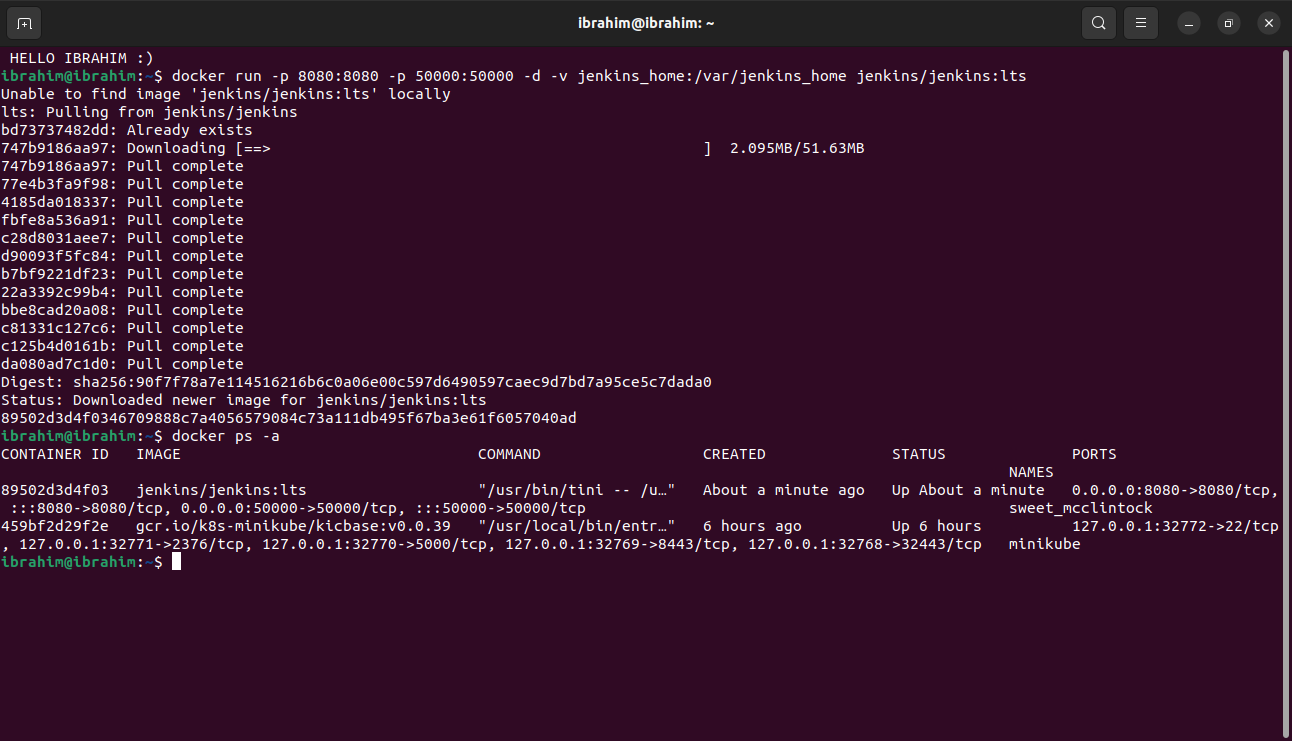 ibrahim@ibrahim: ~
HELLO IBRAHIM :)
ibrahim@ibrahim:~$ docker run -p 8080:8080 -p 50000:50000 -d -v jenkins_home:/var/jenkins_home jenkins/jenkins:lts
Unable to find image 'jenkins/jenkins:lts' locally
lts: Pulling from jenkins/jenkins
bd73737482dd: Already exists
747b9186aa97: Downloading [==>                                                ]  2.095MB/51.63MB
747b9186aa97: Pull complete
77e4b3fa9f98: Pull complete
4185da018337: Pull complete
fbfe8a536a91: Pull complete
c28d8031aee7: Pull complete
d90093f5fc84: Pull complete
b7bf9221df23: Pull complete
22a3392c99b4: Pull complete
bbe8cad20a08: Pull complete
c81331c127c6: Pull complete
c125b4d0161b: Pull complete
da080ad7c1d0: Pull complete
Digest: sha256:90f7f78a7e114516216b6c0a06e00c597d6490597caec9d7bd7a95ce5c7dada0
Status: Downloaded newer image for jenkins/jenkins:lts
89502d3d4f0346709888c7a4056579084c73a111db495f67ba3e61f6057040ad
ibrahim@ibrahim:~$ docker ps -a
CONTAINER ID   IMAGE                                 COMMAND                  CREATED              STATUS              PORTS
NAMES
89502d3d4f03   jenkins/jenkins:lts                   "/usr/bin/tini -- /u…"   About a minute ago   Up About a minute   0.0.0.0:8080->8080/tcp,
:::8080->8080/tcp, 0.0.0.0:50000->50000/tcp, :::50000->50000/tcp                                               sweet_mcclintock
459bf2d29f2e   gcr.io/k8s-minikube/kicbase:v0.0.39   "/usr/local/bin/entr…"   6 hours ago          Up 6 hours          127.0.0.1:32772->22/tcp
, 127.0.0.1:32771->2376/tcp, 127.0.0.1:32770->5000/tcp, 127.0.0.1:32769->8443/tcp, 127.0.0.1:32768->32443/tcp   minikube
ibrahim@ibrahim:~$